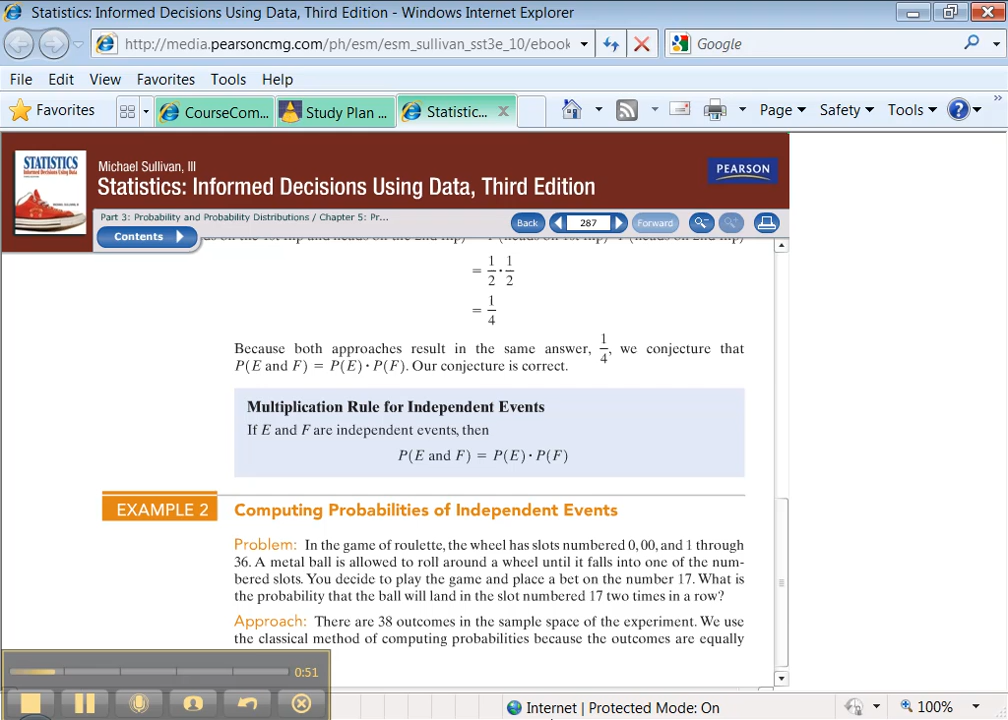 Statistics: Informed Decisions Using Data, Third Edition - Windows Internet Explorer
http://media.pearsoncmg.com/ph/esm/esm_sullivan_sst3e_10/ebook
Google
File Edit View Favorites Tools Help
Favorites
CourseCom...
Study Plan ...
Statistic...
Page
Safety
Tools
»
STATISTICS
Informed Decisions Using Data
Michael Sullivan, III
Statistics: Informed Decisions Using Data, Third Edition
PEARSON
Part 3: Probability and Probability Distributions / Chapter 5: Pr...
Contents
Back
287
Forward
= 1/2 · 1/2
= 1/4
Because both approaches result in the same answer, 1/4, we conjecture that
P(E and F) = P(E) · P(F). Our conjecture is correct.
Multiplication Rule for Independent Events
If E and F are independent events, then
P(E and F) = P(E) · P(F)
EXAMPLE 2 Computing Probabilities of Independent Events
Problem: In the game of roulette, the wheel has slots numbered 0, 00, and 1 through
36. A metal ball is allowed to roll around a wheel until it falls into one of the num-
bered slots. You decide to play the game and place a bet on the number 17. What is
the probability that the ball will land in the slot numbered 17 two times in a row?
Approach: There are 38 outcomes in the sample space of the experiment. We use
the classical method of computing probabilities because the outcomes are equally
0:51
Internet | Protected Mode: On
100%